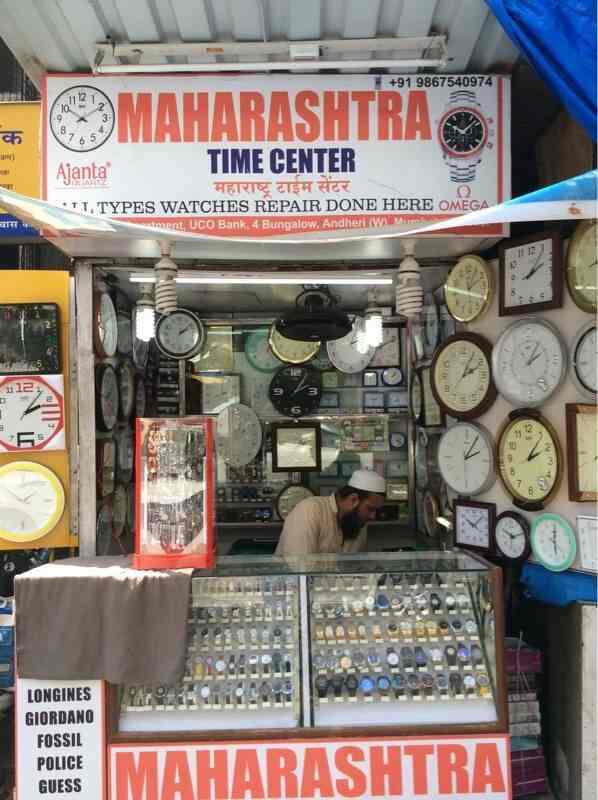 +91 9867540974
MAHARASHTRA
Ajanta
QUARTZ
TIME CENTER
महाराष्ट्र टाईम सेंटर
ALL TYPES WATCHES REPAIR DONE HERE
Ω
OMEGA
UCO Bank, 4 Bungalow, Andheri (W),
LONGINES
GIORDANO
FOSSIL
POLICE
GUESS
MAHARASHTRA